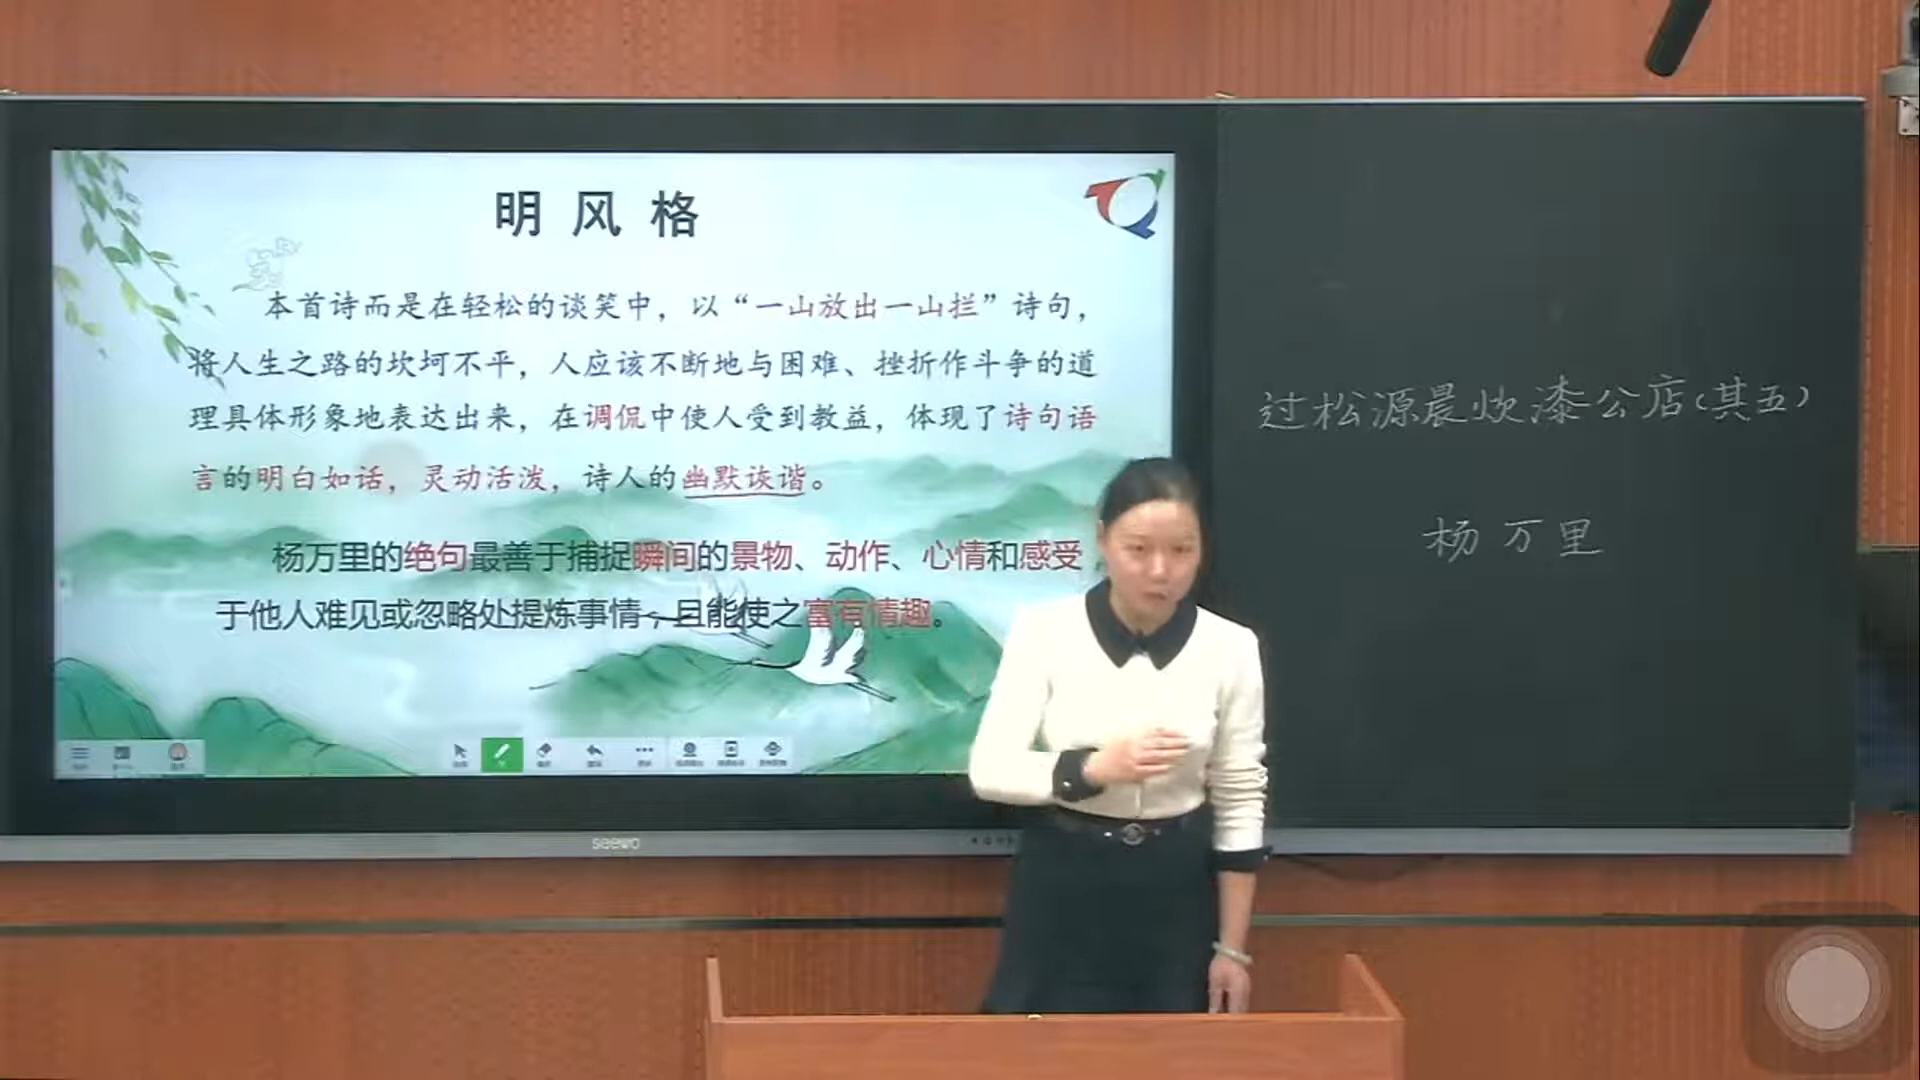 明风格
本首诗而是在轻松的谈笑中，以“一山放出一山拦”诗句，
将人生之路的坎坷不平，人应该不断地与困难、挫折作斗争的道
理具体形象地表达出来，在调侃中使人受到教益，体现了诗句语
言的明白如话，灵动活泼，诗人的幽默诙谐。
杨万里的绝句最善于捕捉瞬间的景物、动作、心情和感受，
于他人难见或忽略处提炼事情，且能使之富有情趣。
seewo
过松源晨炊漆公店(其五)
杨万里